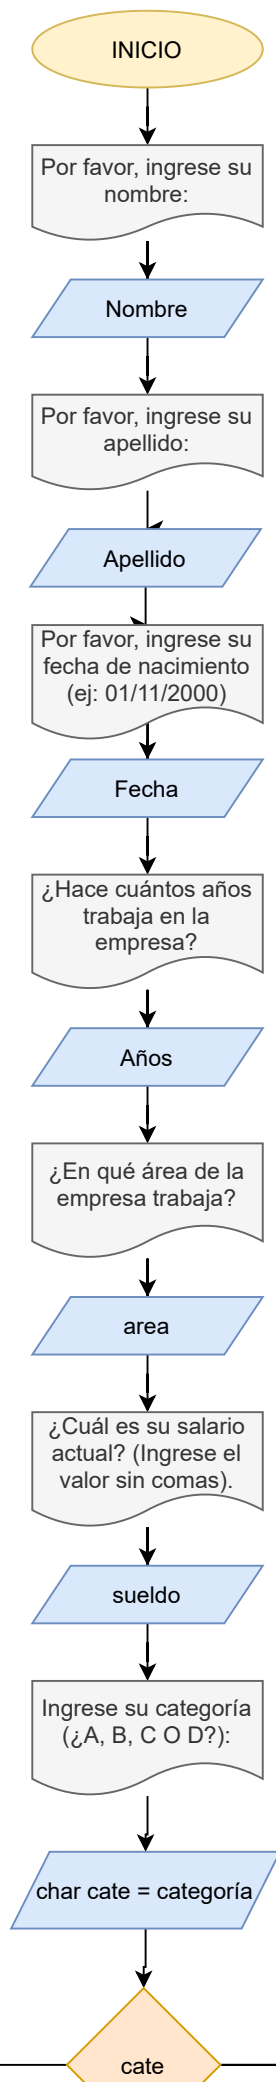 INICIO
Por favor, ingrese su
nombre:
Nombre
Por favor, ingrese su
apellido:
Apellido
Por favor, ingrese su
fecha de nacimiento
(ej: 01/11/2000)
Fecha
¿Hace cuántos años
trabaja en la
empresa?
Años
¿En qué área de la
empresa trabaja?
area
¿Cuál es su salario
actual? (Ingrese el
valor sin comas).
sueldo
Ingrese su categoría
(¿A, B, C O D?):
char cate = categoría
cate